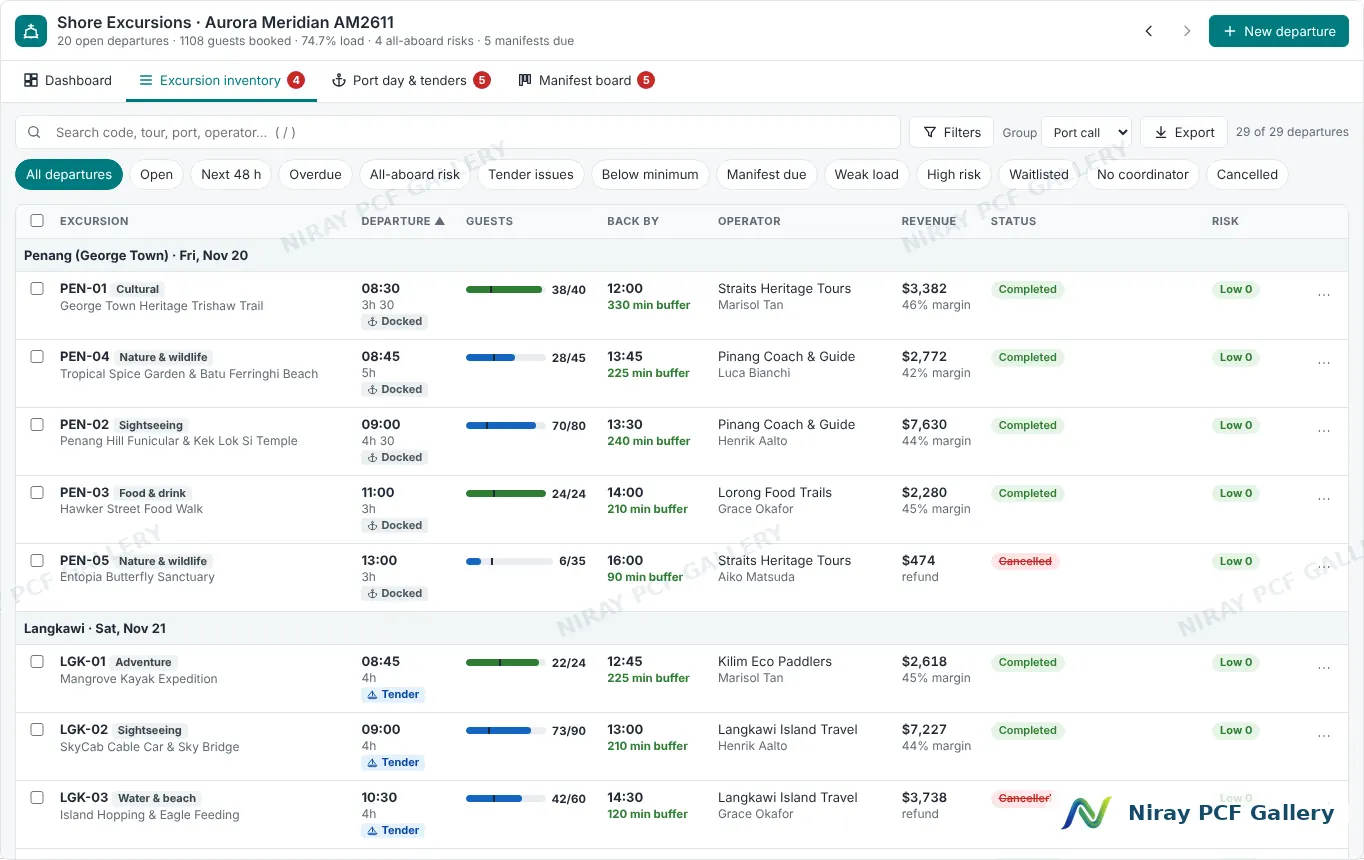 Shore Excursions · Aurora Meridian AM2611
20 open departures · 1108 guests booked · 74.7% load · 4 all-aboard risks · 5 manifests due
New departure
Dashboard
Excursion inventory 4
Port day & tenders 5
Manifest board 5
Search code, tour, port, operator... ( / )
Filters
Group Port call
Export
29 of 29 departures
All departures Open Next 48 h Overdue All-aboard risk Tender issues Below minimum Manifest due Weak load High risk Waitlisted No coordinator Cancelled
EXCURSION DEPARTURE ▲ GUESTS BACK BY OPERATOR REVENUE STATUS RISK
Penang (George Town) · Fri, Nov 20
PEN-01 Cultural 08:30 38/40 12:00 Straits Heritage Tours $3,382 Completed Low 0 ...
George Town Heritage Trishaw Trail 3h 30 330 min buffer Marisol Tan 46% margin
Docked
PEN-04 Nature & wildlife 08:45 28/45 13:45 Pinang Coach & Guide $2,772 Completed Low 0 ...
Tropical Spice Garden & Batu Ferringhi Beach 5h 225 min buffer Luca Bianchi 42% margin
Docked
PEN-02 Sightseeing 09:00 70/80 13:30 Pinang Coach & Guide $7,630 Completed Low 0 ...
Penang Hill Funicular & Kek Lok Si Temple 4h 30 240 min buffer Henrik Aalto 44% margin
Docked
PEN-03 Food & drink 11:00 24/24 14:00 Lorong Food Trails $2,280 Completed Low 0 ...
Hawker Street Food Walk 3h 210 min buffer Grace Okafor 45% margin
Docked
PEN-05 Nature & wildlife 13:00 6/35 16:00 Straits Heritage Tours $474 Cancelled Low 0 ...
Entopia Butterfly Sanctuary 3h 90 min buffer Aiko Matsuda refund
Docked
Langkawi · Sat, Nov 21
LGK-01 Adventure 08:45 22/24 12:45 Kilim Eco Paddlers $2,618 Completed Low 0 ...
Mangrove Kayak Expedition 4h 225 min buffer Marisol Tan 45% margin
Tender
LGK-02 Sightseeing 09:00 73/90 13:00 Langkawi Island Travel $7,227 Completed Low 0 ...
SkyCab Cable Car & Sky Bridge 4h 210 min buffer Henrik Aalto 44% margin
Tender
LGK-03 Water & beach 10:30 42/60 14:30 Langkawi Island Travel $3,738 Cancelled Low 0
Island Hopping & Eagle Feeding 4h 120 min buffer Grace Okafor refund
Tender
Niray PCF Gallery
NIRAY PCF GALLERY
NIRAY PCF GALLERY
PCF GALLERY
NIRAY PCF GALLERY
NIRAY PCF GALLERY